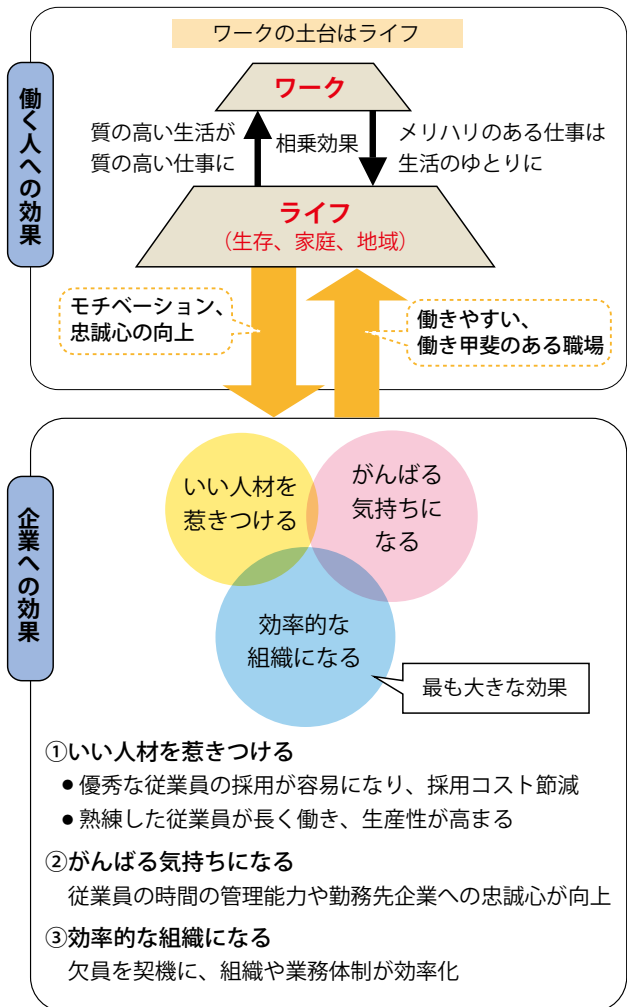 ワークの土台はライフ
働く人への効果
ワーク
質の高い生活が
質の高い仕事に
相乗効果
メリハリのある仕事は
生活のゆとりに
ライフ
（生存、家庭、地域）
モチベーション、
忠誠心の向上
働きやすい、
働き甲斐のある職場
企業への効果
いい人材を
惹きつける
がんばる
気持ちに
なる
効率的な
組織になる
最も大きな効果
①いい人材を惹きつける
● 優秀な従業員の採用が容易になり、採用コスト節減
● 熟練した従業員が長く働き、生産性が高まる
②がんばる気持ちになる
従業員の時間の管理能力や勤務先企業への忠誠心が向上
③効率的な組織になる
欠員を契機に、組織や業務体制が効率化